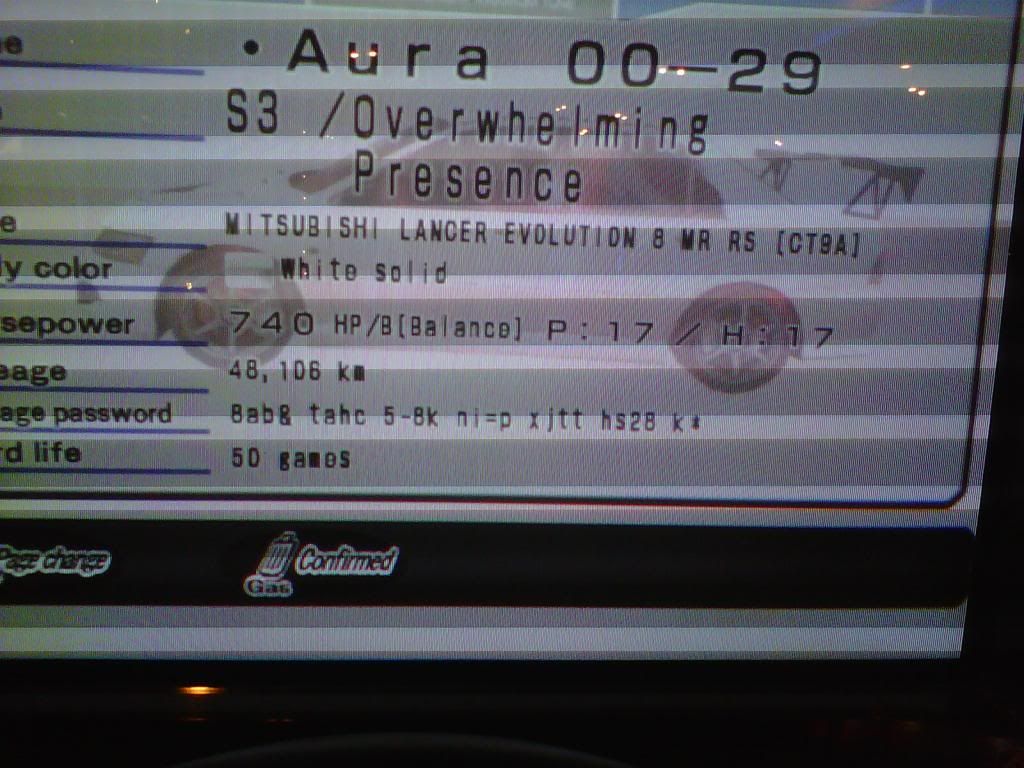 e • Aura 00-29
S3 /Overwhelming
Presence
e MITSUBISHI LANCER EVOLUTION 8 MR RS [CT9A]
y color White solid
sepower 740 HP/B[Balance] P:17 / H:17
eage 48,106 km
age password 8ab& tahc 5-8k ni=p xjtt hs28 k*
d life 50 games
Page change Gas Confirmed